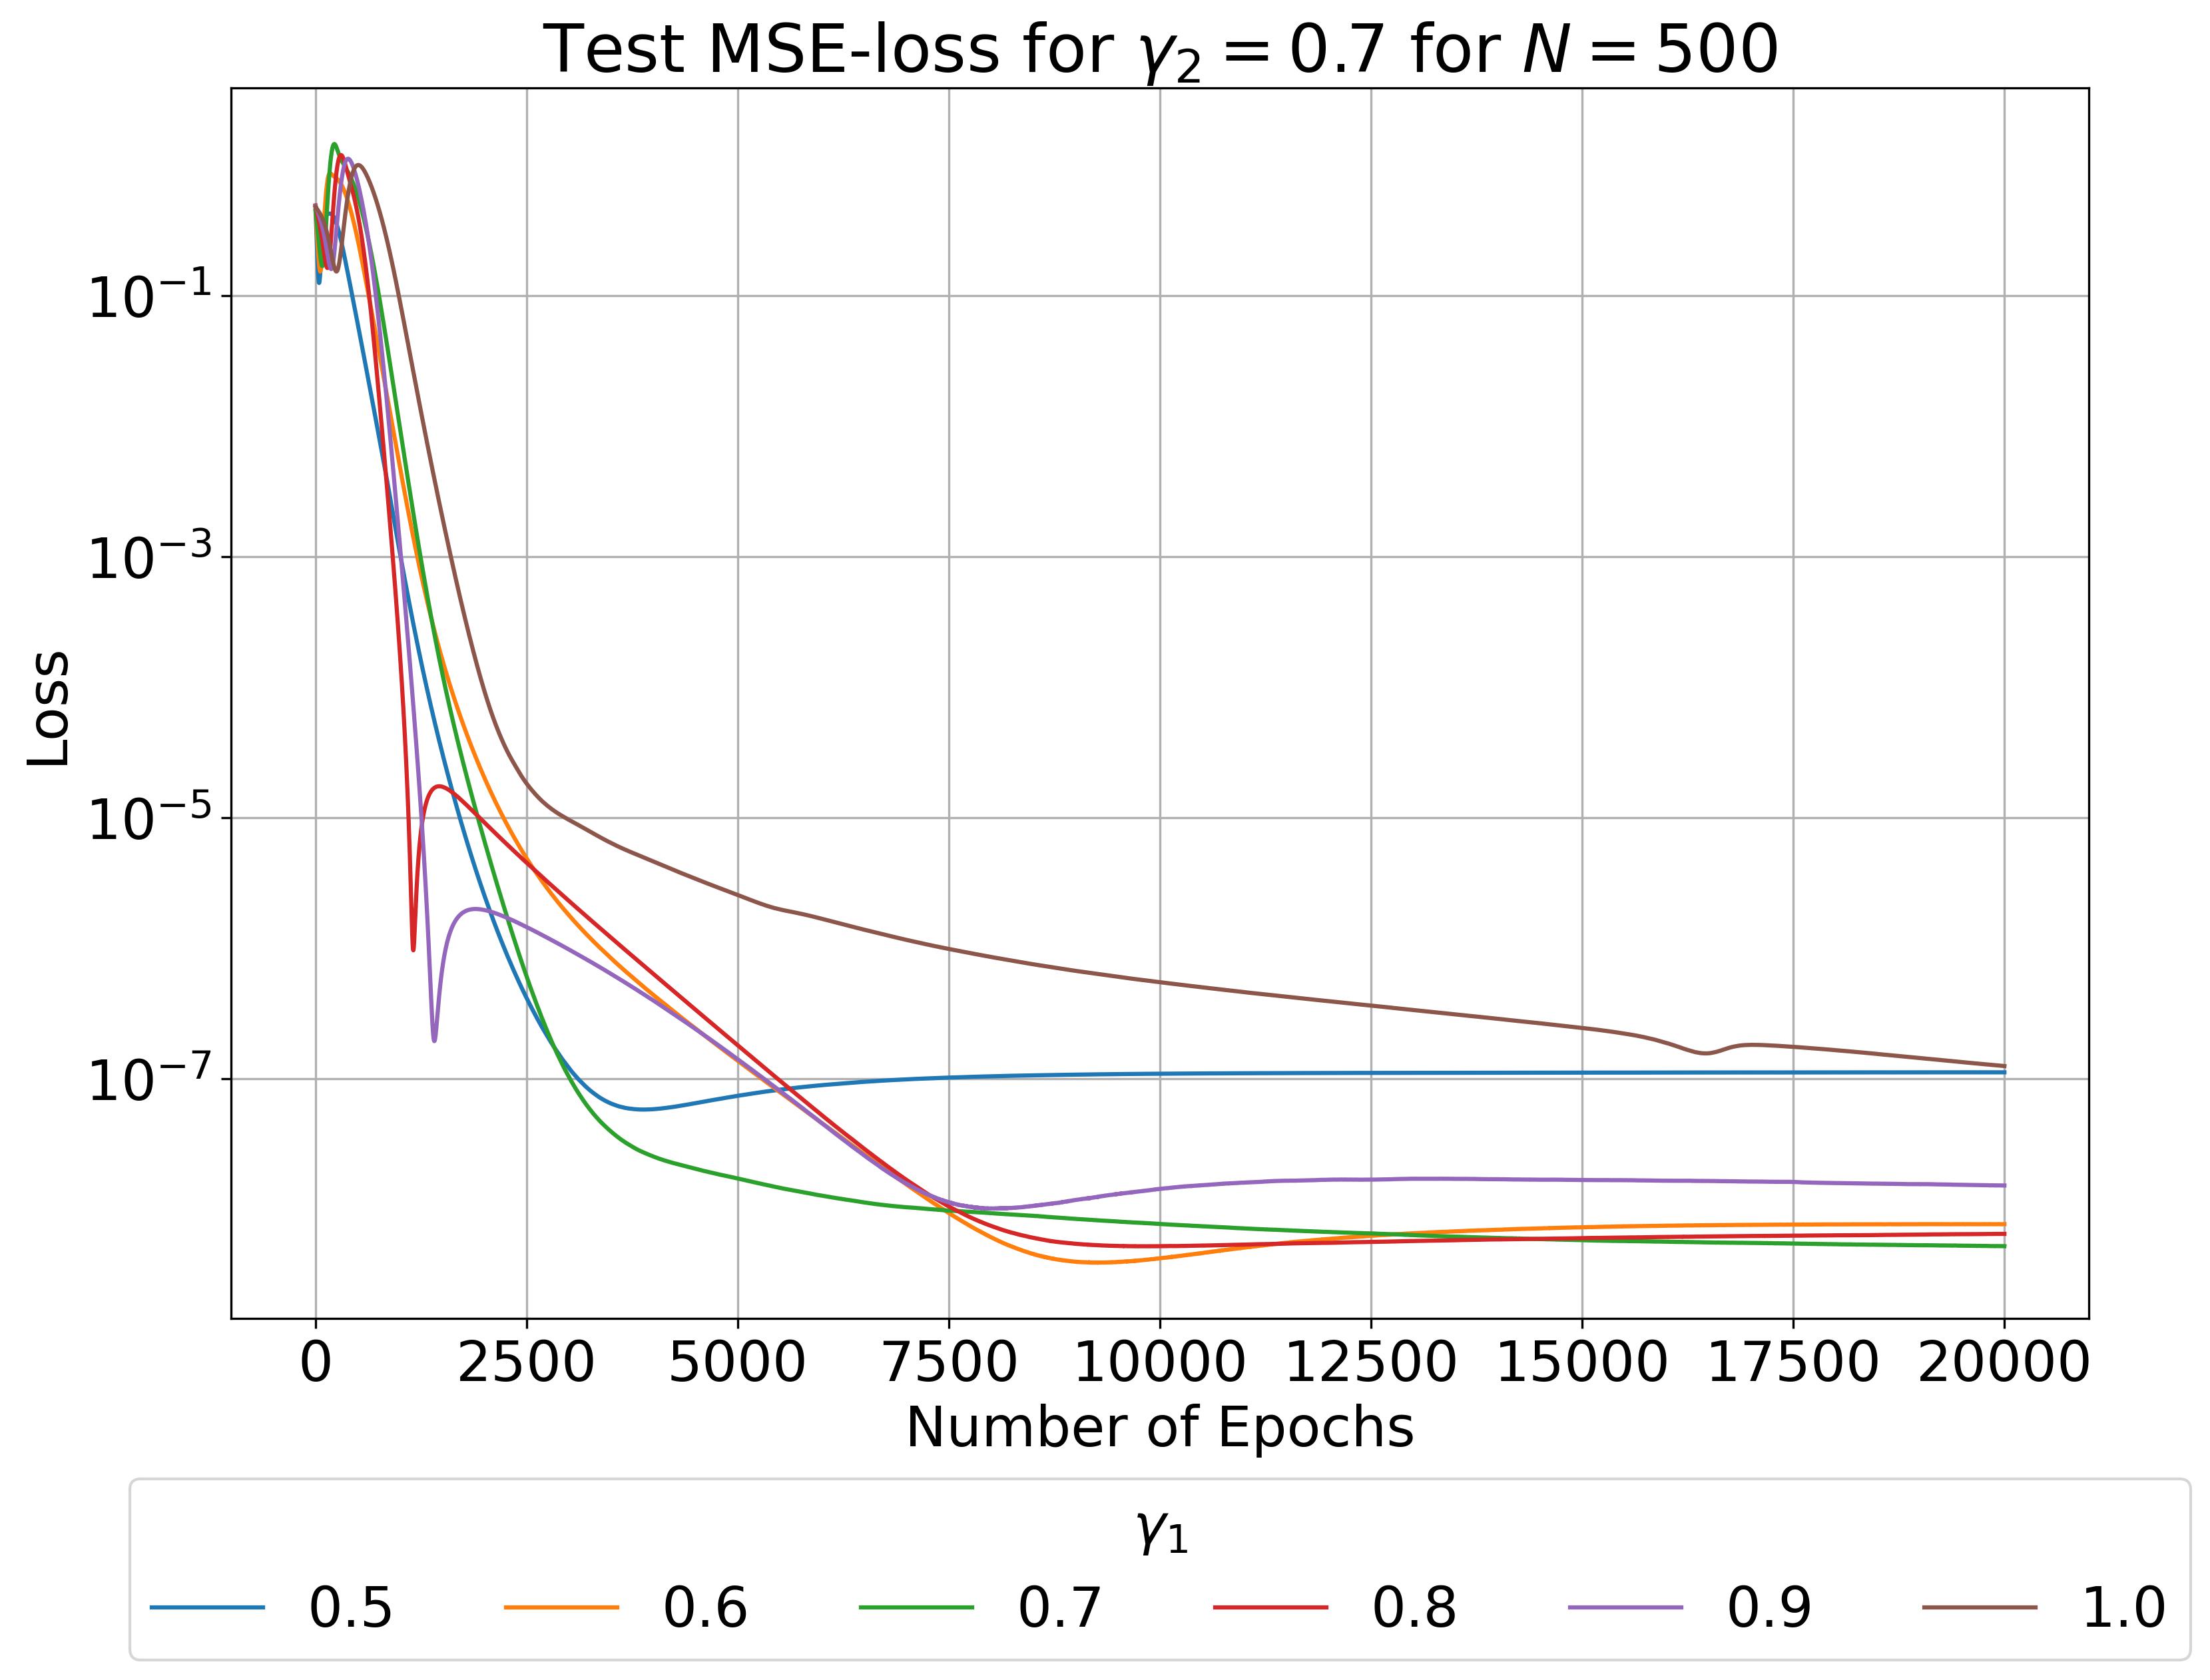 Test MSE-loss for γ₂ = 0.7 for N = 500
Loss
10⁻¹
10⁻³
10⁻⁵
10⁻⁷
0 2500 5000 7500 10000 12500 15000 17500 20000
Number of Epochs
γ₁
0.5 0.6 0.7 0.8 0.9 1.0